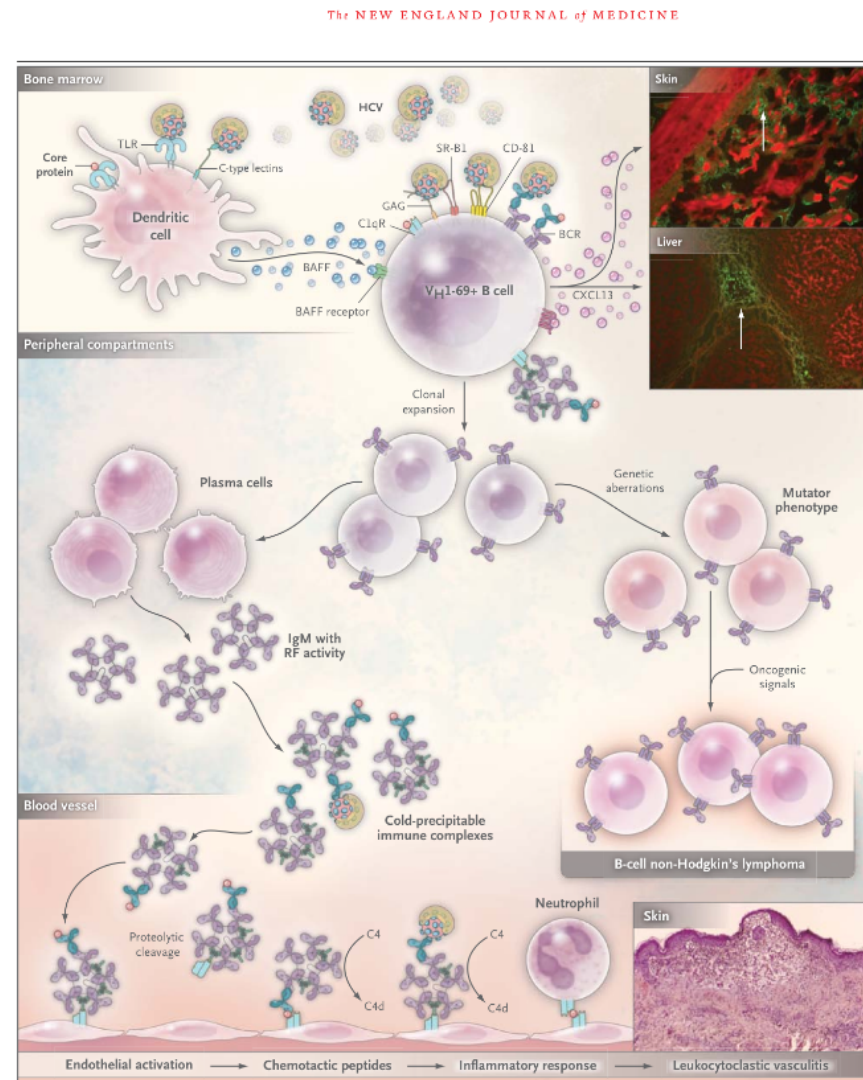 The NEW ENGLAND JOURNAL of MEDICINE
Bone marrow
HCV
TLR
Core
protein
C-type lectins
Dendritic
cell
SR-B1
CD-81
GAG
C1qR
BCR
BAFF
BAFF receptor
VH1-69+ B cell
CXCL13
Skin
Liver
Peripheral compartments
Clonal
expansion
Plasma cells
Genetic
aberrations
Mutator
phenotype
IgM with
RF activity
Oncogenic
signals
Cold-precipitable
immune complexes
B-cell non-Hodgkin's lymphoma
Blood vessel
Proteolytic
cleavage
C4
C4d
C4
C4d
Neutrophil
Skin
Endothelial activation
Chemotactic peptides
Inflammatory response
Leukocytoclastic vasculitis